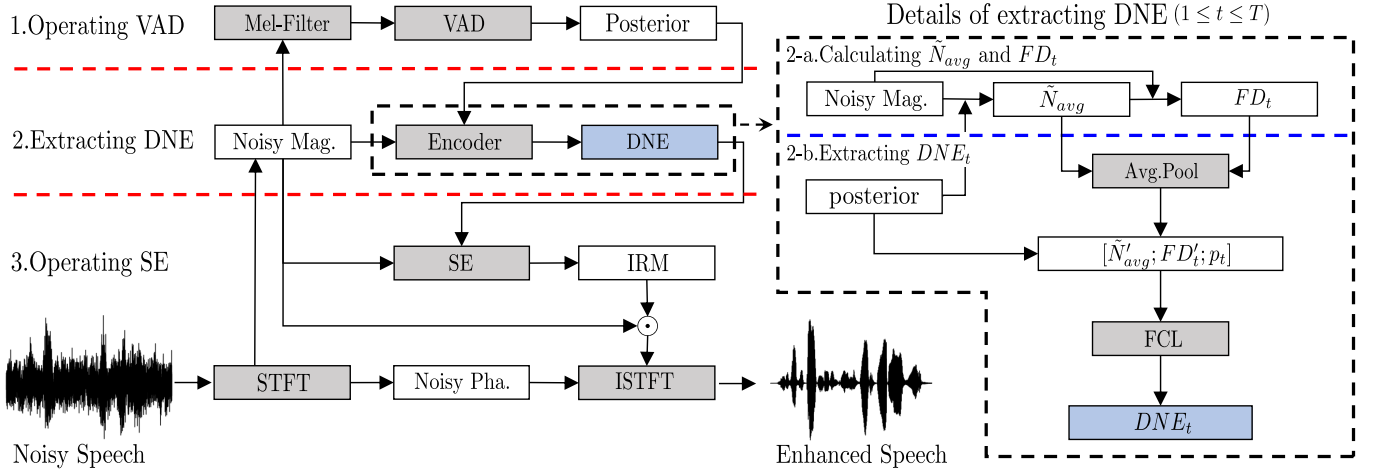 1.Operating VAD
Mel-Filter
VAD
Posterior
2.Extracting DNE
Noisy Mag.
Encoder
DNE
3.Operating SE
SE
IRM
STFT
Noisy Pha.
ISTFT
Noisy Speech
Enhanced Speech
Details of extracting DNE (1 ≤ t ≤ T)
2-a.Calculating Ñ_avg and FD_t
Noisy Mag.
Ñ_avg
FD_t
2-b.Extracting DNE_t
posterior
Avg.Pool
[Ñ′_avg; FD′_t; p_t]
FCL
DNE_t